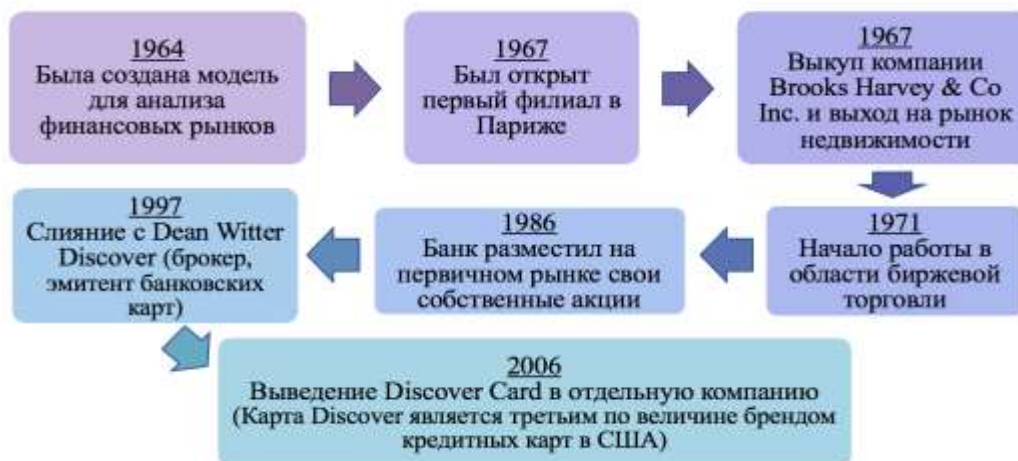 1964
Была создана модель
для анализа
финансовых рынков
1967
Был открыт
первый филиал в
Париже
1967
Выкуп компании
Brooks Harvey & Co
Inc. и выход на рынок
недвижимости
1971
Начало работы в
области биржевой
торговли
1986
Банк разместил на
первичном рынке свои
собственные акции
1997
Слияние с Dean Witter
Discover (брокер,
эмитент банковских
карт)
2006
Выведение Discover Card в отдельную компанию
(Карта Discover является третьим по величине брендом
кредитных карт в США)